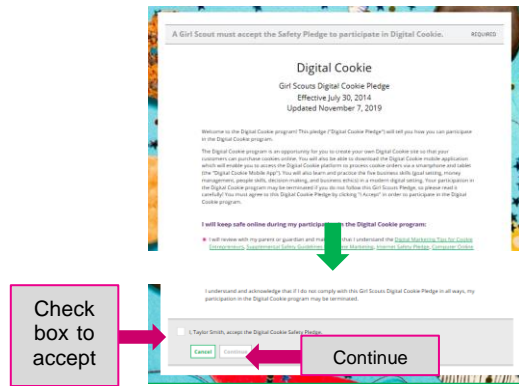 A Girl Scout must accept the Safety Pledge to participate in Digital Cookie. REQUIRED
Digital Cookie
Girl Scouts Digital Cookie Pledge
Effective July 30, 2014
Updated November 7, 2019
Welcome to the Digital Cookie program! This pledge ("Digital Cookie Pledge") will tell you how you can participate
in the Digital Cookie program.
The Digital Cookie program is an opportunity for you to create your own Digital Cookie site so that your
customers can purchase cookies online. You will also be able to download the Digital Cookie mobile application
which will enable you to access the Digital Cookie platform to process cookie orders via a smartphone and tablet
(the "Digital Cookie Mobile App"). You will also learn and practice the five business skills (goal setting, money
management, people skills, decision-making, and business ethics) in a modern digital setting. Your participation in
the Digital Cookie program may be terminated if you do not follow this Girl Scouts Pledge, so please read it
carefully! You must agree to this Digital Cookie Pledge by clicking "I Accept" in order to participate in the Digital
Cookie program.
I will keep safe online during my participation in the Digital Cookie program:
I will review with my parent or guardian and that I understand the Digital Marketing Tips for Cookie
Entrepreneurs, Supplemental Safety Guidelines Marketing, Internet Safety Pledge, Computer Online
I understand and acknowledge that if I do not comply with this Girl Scouts Digital Cookie Pledge in all ways, my
participation in the Digital Cookie program may be terminated.
I, Taylor Smith, accept the Digital Cookie Safety Pledge.
Cancel Continue
Check
box to
accept
Continue